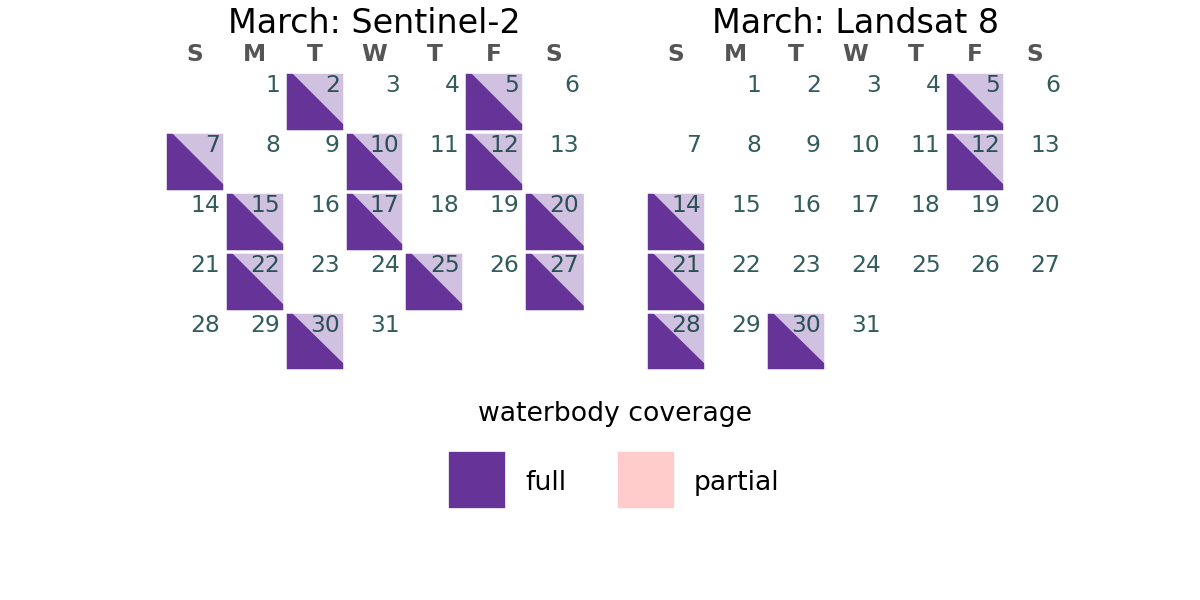 March: Sentinel-2
S M T W T F S
1 2 3 4 5 6
7 8 9 10 11 12 13
14 15 16 17 18 19 20
21 22 23 24 25 26 27
28 29 30 31
March: Landsat 8
S M T W T F S
1 2 3 4 5 6
7 8 9 10 11 12 13
14 15 16 17 18 19 20
21 22 23 24 25 26 27
28 29 30 31
waterbody coverage
full partial